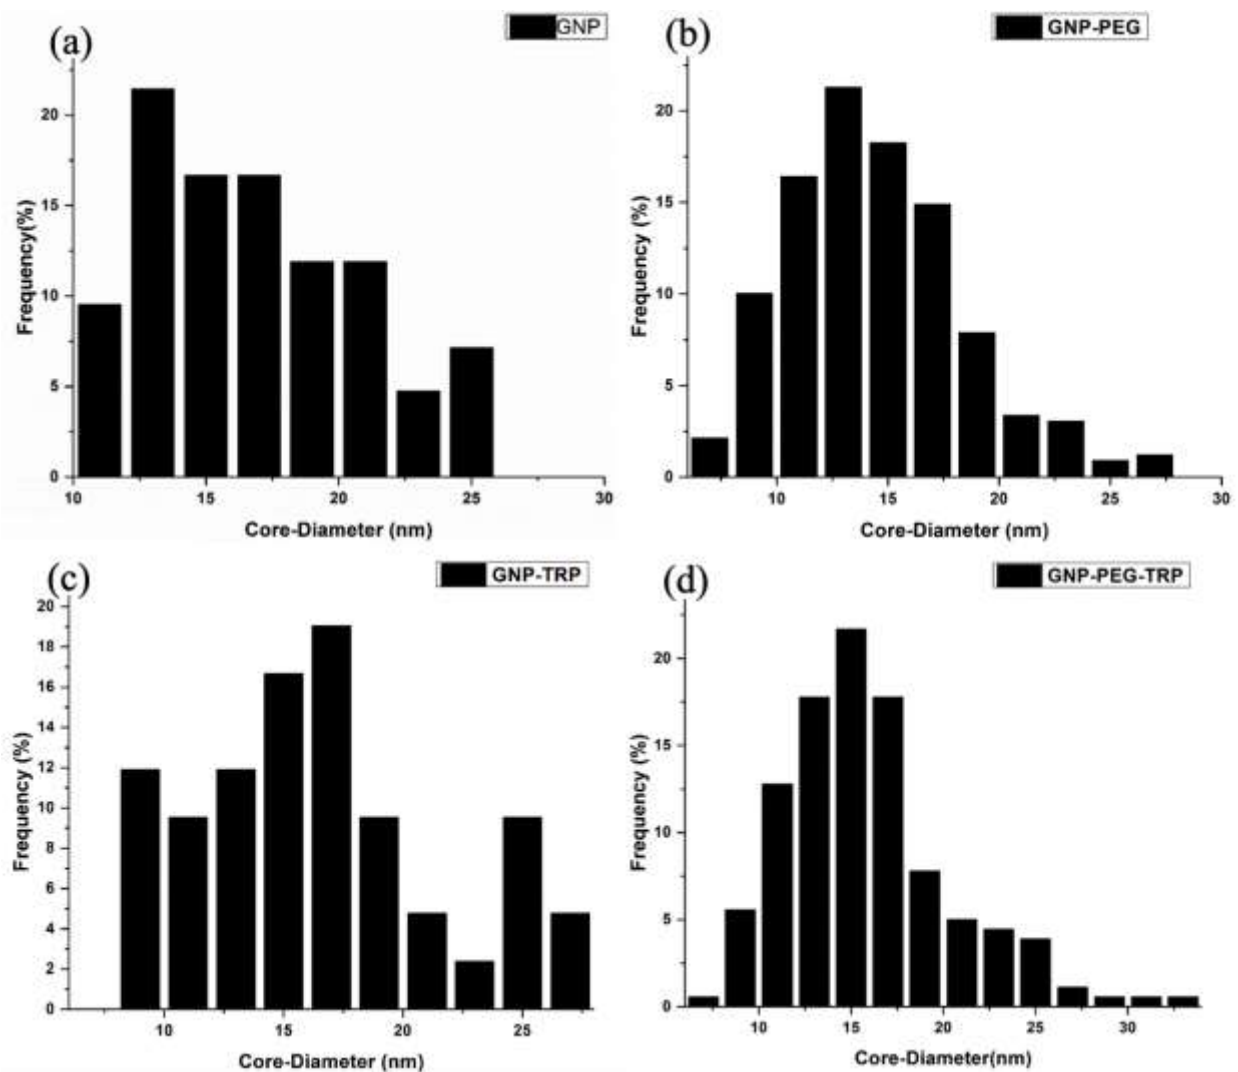 (a)
GNP
20
15
10
5
0
Frequency(%)
10 15 20 25 30
Core-Diameter (nm)
(b)
GNP-PEG
20
15
10
5
0
Frequency (%)
10 15 20 25 30
Core-Diameter (nm)
(c)
GNP-TRP
20
18
16
14
12
10
8
6
4
2
0
Frequency (%)
10 15 20 25
Core-Diameter (nm)
(d)
GNP-PEG-TRP
20
15
10
5
0
Frequency (%)
10 15 20 25 30
Core-Diameter(nm)